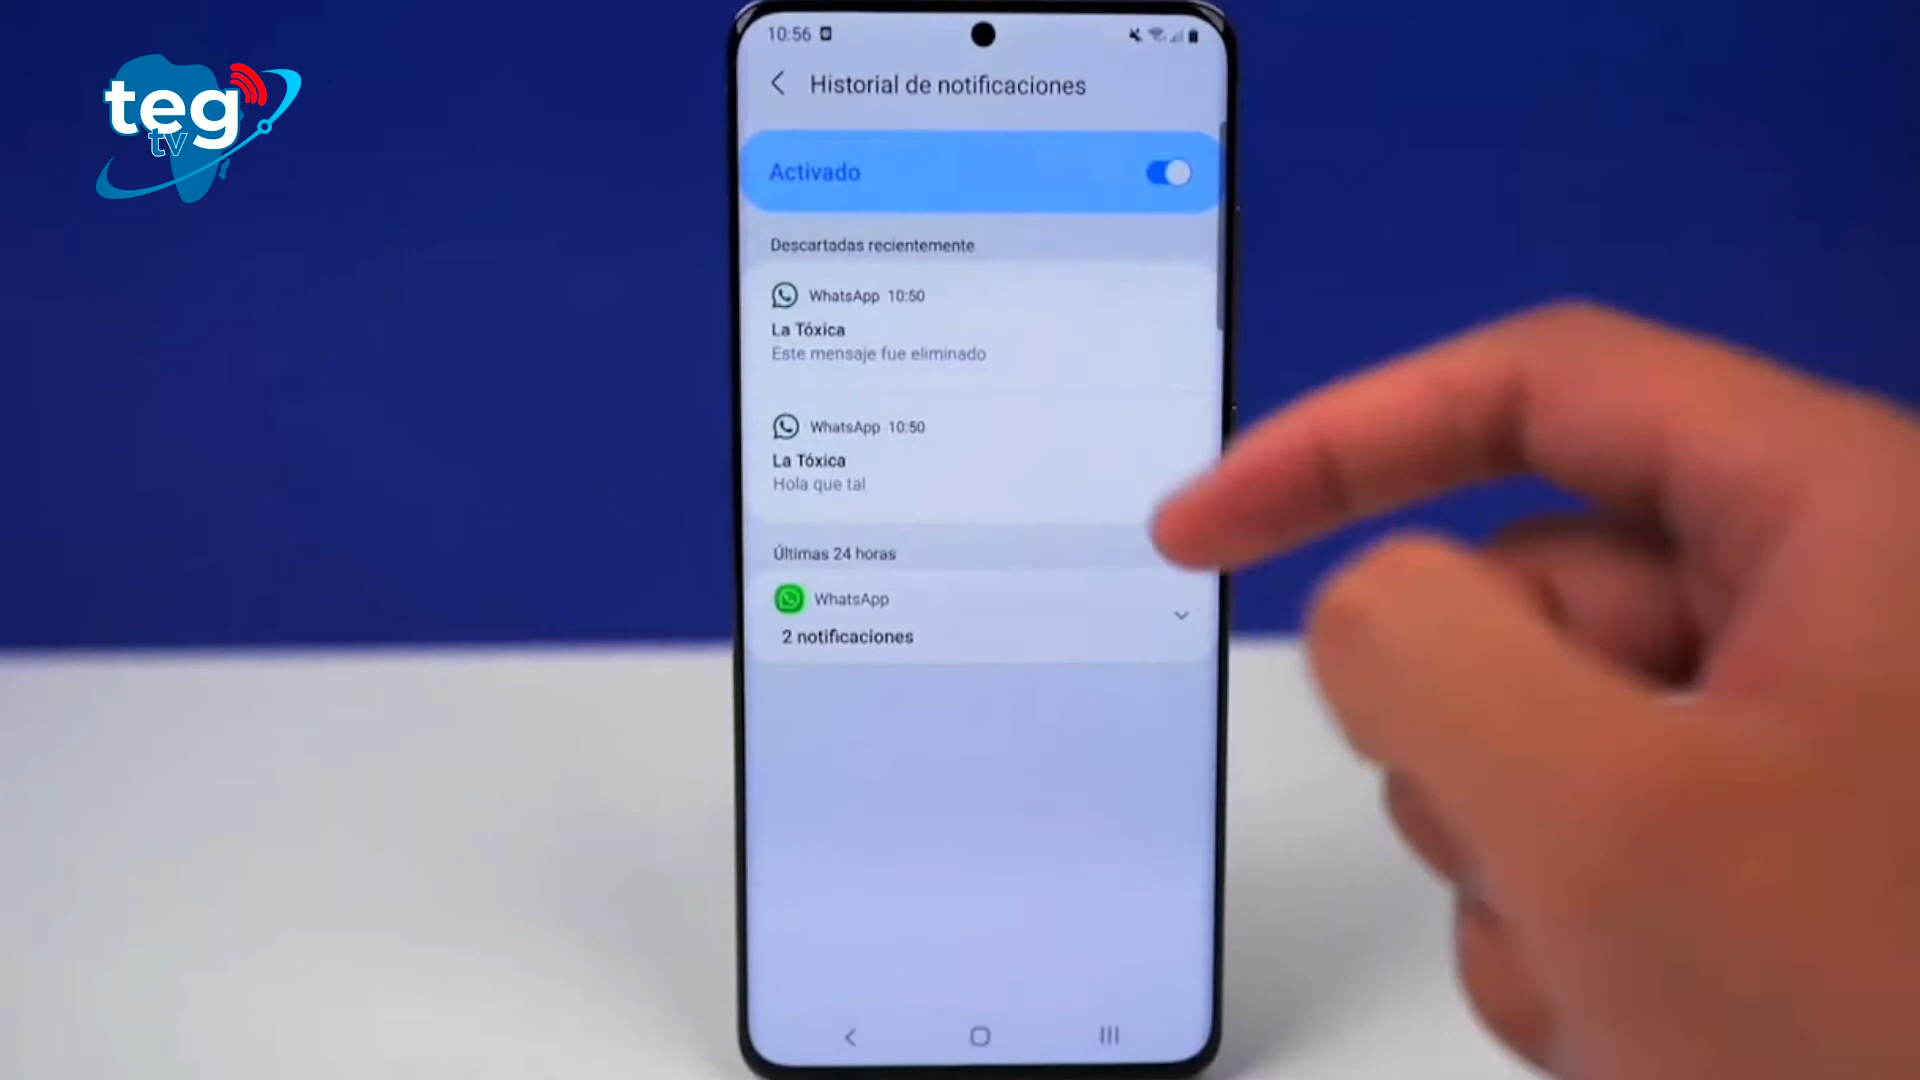 teg
tv
10:56
Historial de notificaciones
Activado
Descartadas recientemente
WhatsApp 10:50
La Tóxica
Este mensaje fue eliminado
WhatsApp 10:50
La Tóxica
Hola que tal
Últimas 24 horas
WhatsApp
2 notificaciones